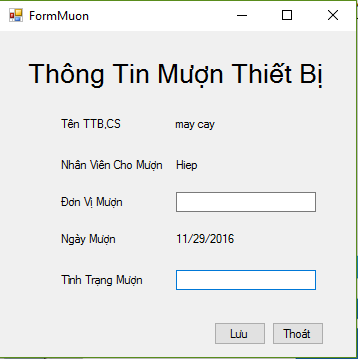 FormMuon
Thông Tin Mượn Thiết Bị
Tên TTB,CS may cay
Nhân Viên Cho Mượn Hiep
Đơn Vị Mượn
Ngày Mượn 11/29/2016
Tình Trạng Mượn
Lưu Thoát